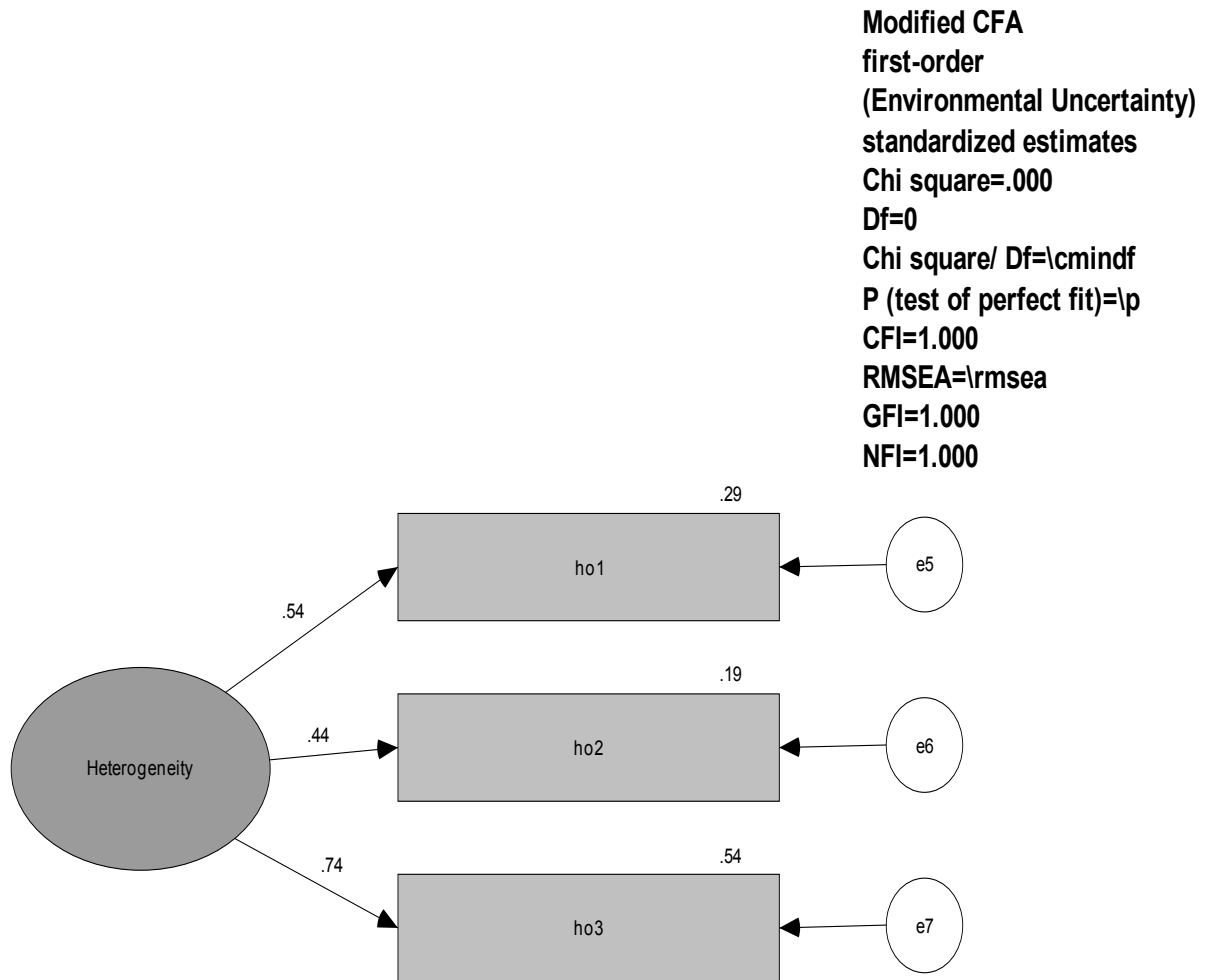 Modified CFA
first-order
(Environmental Uncertainty)
standardized estimates
Chi square=.000
Df=0
Chi square/ Df=\cmindf
P (test of perfect fit)=\p
CFI=1.000
RMSEA=\rmsea
GFI=1.000
NFI=1.000
.29
ho1
e5
.54
.19
ho2
e6
.44
Heterogeneity
.74
.54
ho3
e7